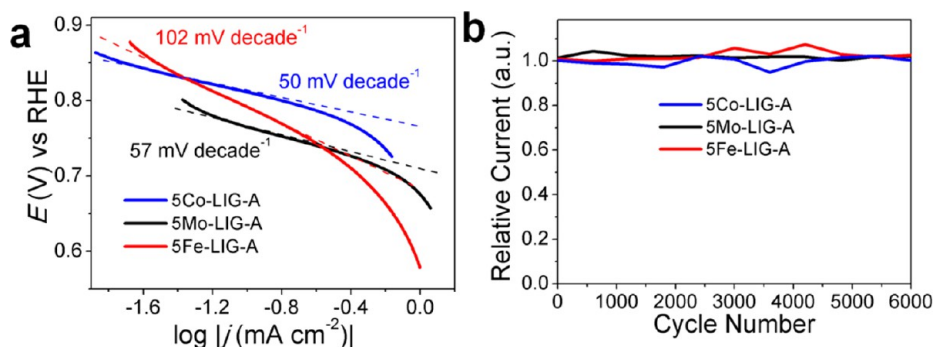 a
102 mV decade⁻¹
50 mV decade⁻¹
57 mV decade⁻¹
5Co-LIG-A
5Mo-LIG-A
5Fe-LIG-A
E (V) vs RHE
0.9
0.8
0.7
0.6
-1.6 -1.2 -0.8 -0.4 0.0
log |j (mA cm⁻²)|
b
Relative Current (a.u.)
1.2
1.0
0.8
0.6
0.4
0.2
0.0
5Co-LIG-A
5Mo-LIG-A
5Fe-LIG-A
0 1000 2000 3000 4000 5000 6000
Cycle Number